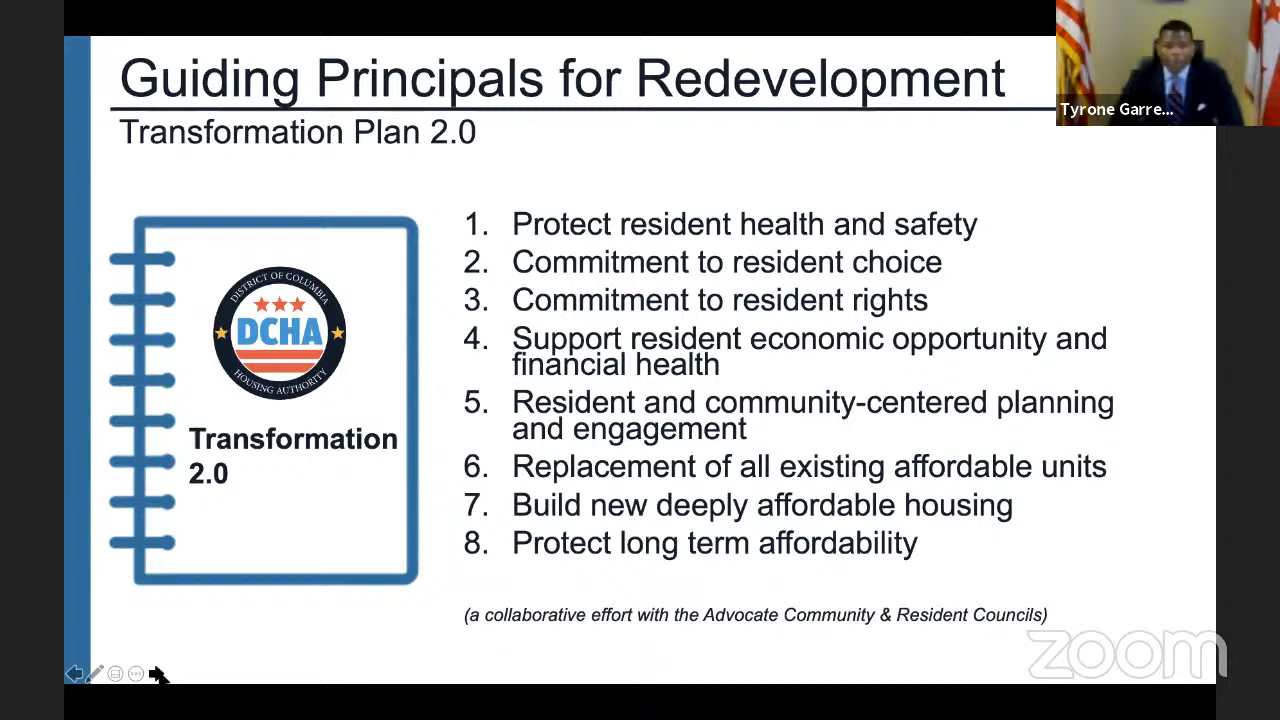 Guiding Principals for Redevelopment
Transformation Plan 2.0
Tyrone Garre...
DISTRICT OF COLUMBIA
DCHA
HOUSING AUTHORITY
Transformation
2.0
1. Protect resident health and safety
2. Commitment to resident choice
3. Commitment to resident rights
4. Support resident economic opportunity and
financial health
5. Resident and community-centered planning
and engagement
6. Replacement of all existing affordable units
7. Build new deeply affordable housing
8. Protect long term affordability
(a collaborative effort with the Advocate Community & Resident Councils)
zoom